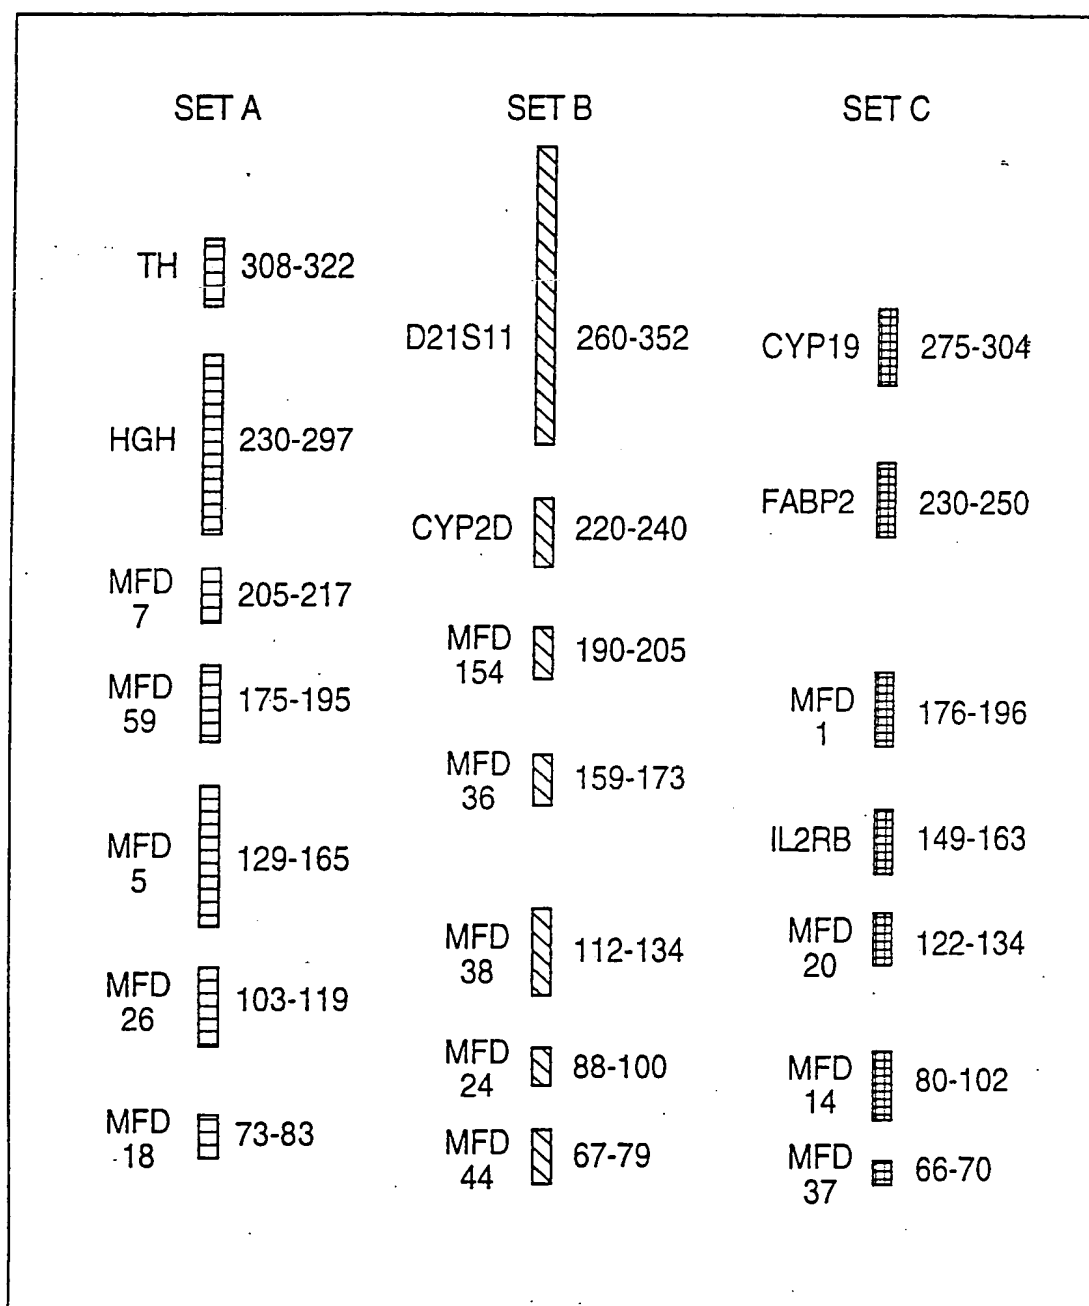 SET A
SET B
SET C
TH 308-322
HGH 230-297
MFD
7
205-217
MFD
59
175-195
MFD
5
129-165
MFD
26
103-119
MFD
18
73-83
D21S11 260-352
CYP2D 220-240
MFD
154
190-205
MFD
36
159-173
MFD
38
112-134
MFD
24
88-100
MFD
44
67-79
CYP19 275-304
FABP2 230-250
MFD
1
176-196
IL2RB 149-163
MFD
20
122-134
MFD
14
80-102
MFD
37
66-70